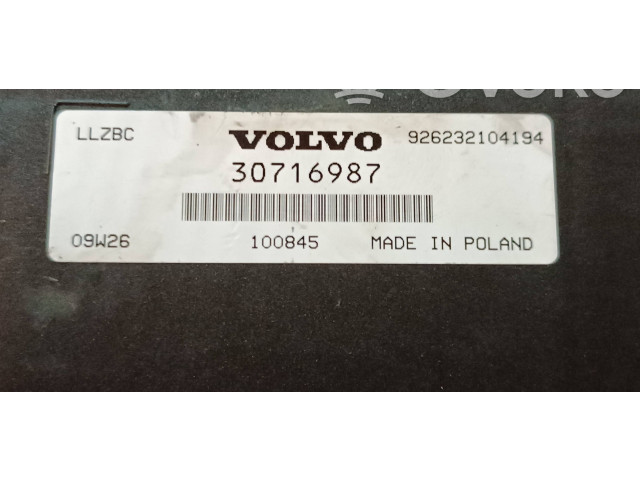 LLZBC VOLVO 926232104194
30716987
09W26 100845 MADE IN POLAND